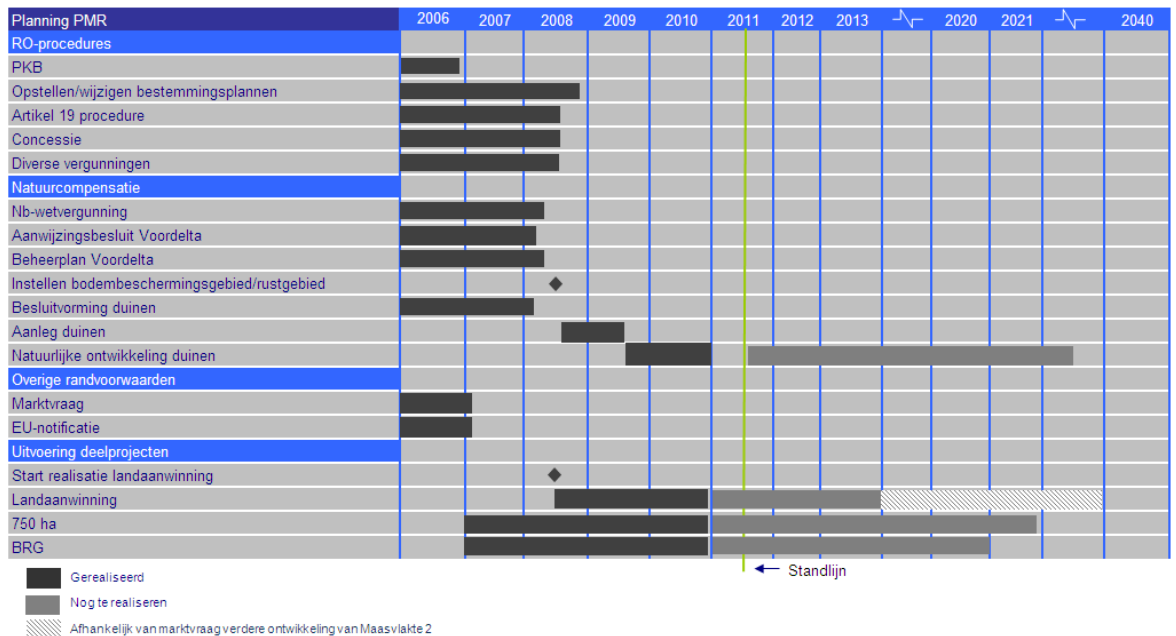 Planning PMR 2006 2007 2008 2009 2010 2011 2012 2013 2020 2021 2040
RO-procedures
PKB
Opstellen/wijzigen bestemmingsplannen
Artikel 19 procedure
Concessie
Diverse vergunningen
Natuurcompensatie
Nb-wetvergunning
Aanwijzingsbesluit Voordelta
Beheerplan Voordelta
Instellen bodembeschermingsgebied/rustgebied
Besluitvorming duinen
Aanleg duinen
Natuurlijke ontwikkeling duinen
Overige randvoorwaarden
Marktvraag
EU-notificatie
Uitvoering deelprojecten
Start realisatie landaanwinning
Landaanwinning
750 ha
BRG
Standlijn
Gerealiseerd
Nog te realiseren
Afhankelijk van marktvraag verdere ontwikkeling van Maasvlakte 2